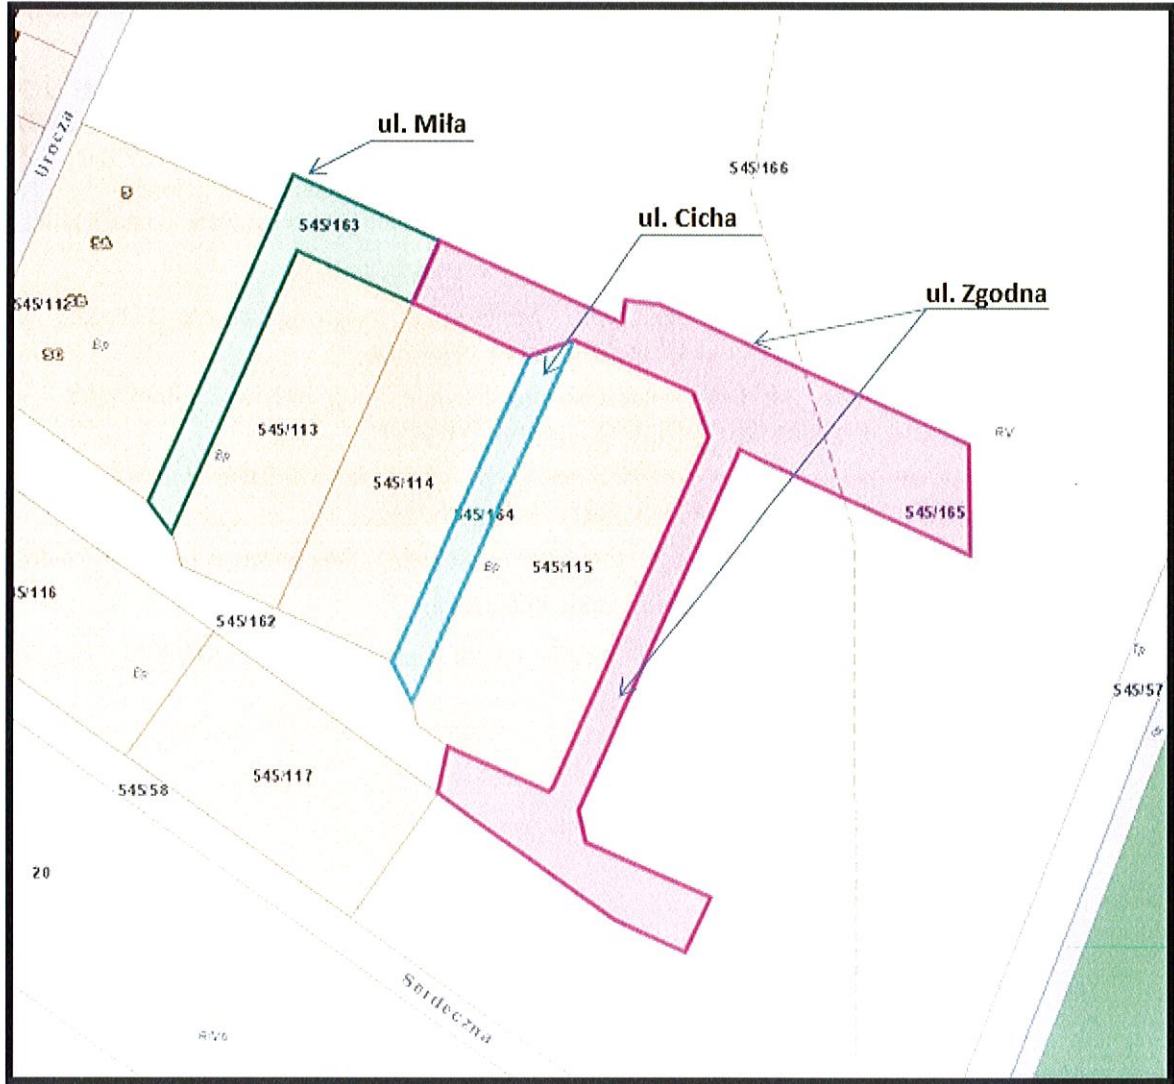 ul. Miła
Urocza
545/166
545/163
ul. Cicha
ul. Zgodna
545/112
Bp
RV
545/113
Bp
545/114
545/164
545/165
Bp
545/115
545/116
545/162
Bp
Tp
545/57
545/117
545/58
20
Serdeczna